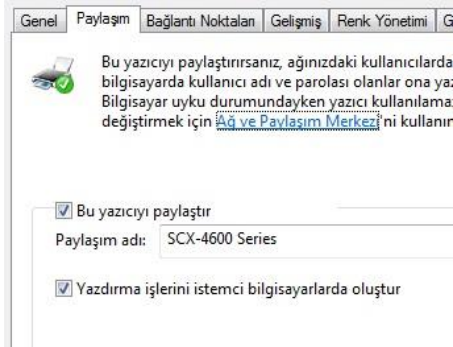 Genel Paylaşım Bağlantı Noktaları Gelişmiş Renk Yönetimi G
Bu yazıcıyı paylaştırırsanız, ağınızdaki kullanıcılarda
bilgisayarda kullanıcı adı ve parolası olanlar ona yaz
Bilgisayar uyku durumundayken yazıcı kullanılamaz
değiştirmek için Ağ ve Paylaşım Merkezi'ni kullanın
Bu yazıcıyı paylaştır
Paylaşım adı: SCX-4600 Series
Yazdırma işlerini istemci bilgisayarlarda oluştur